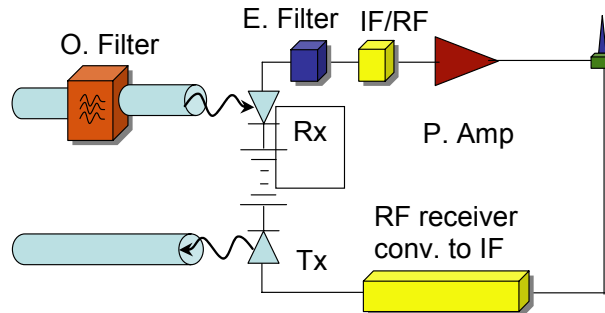 O. Filter
E. Filter
IF/RF
Rx
P. Amp
RF receiver
conv. to IF
Tx